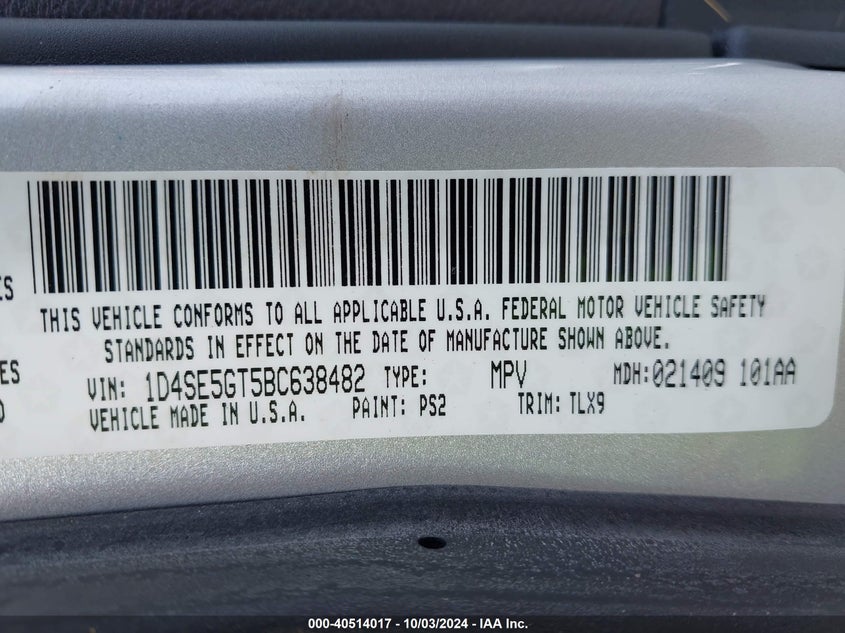 THIS VEHICLE CONFORMS TO ALL APPLICABLE U.S.A. FEDERAL MOTOR VEHICLE SAFETY
STANDARDS IN EFFECT ON THE DATE OF MANUFACTURE SHOWN ABOVE.
VIN: 1D4SE5GT5BC638482 TYPE: MPV MDH:021409 101AA
VEHICLE MADE IN U.S.A. PAINT: PS2 TRIM: TLX9
000-40514017 - 10/03/2024 - IAA Inc.